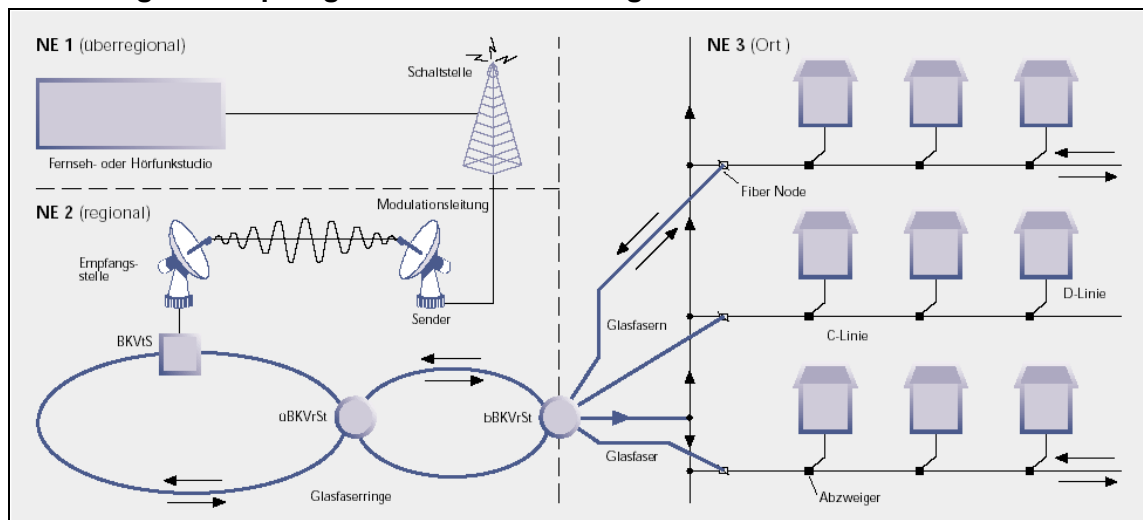 NE 1 (überregional)
Schaltstelle
Fernseh- oder Hörfunkstudio
NE 2 (regional)
Modulationsleitung
Empfangs-
stelle
Sender
BKVtS
üBKVrSt
bBKVrSt
Glasfaserringe
NE 3 (Ort)
Fiber Node
D-Linie
Glasfasern
C-Linie
Glasfaser
Abzweiger